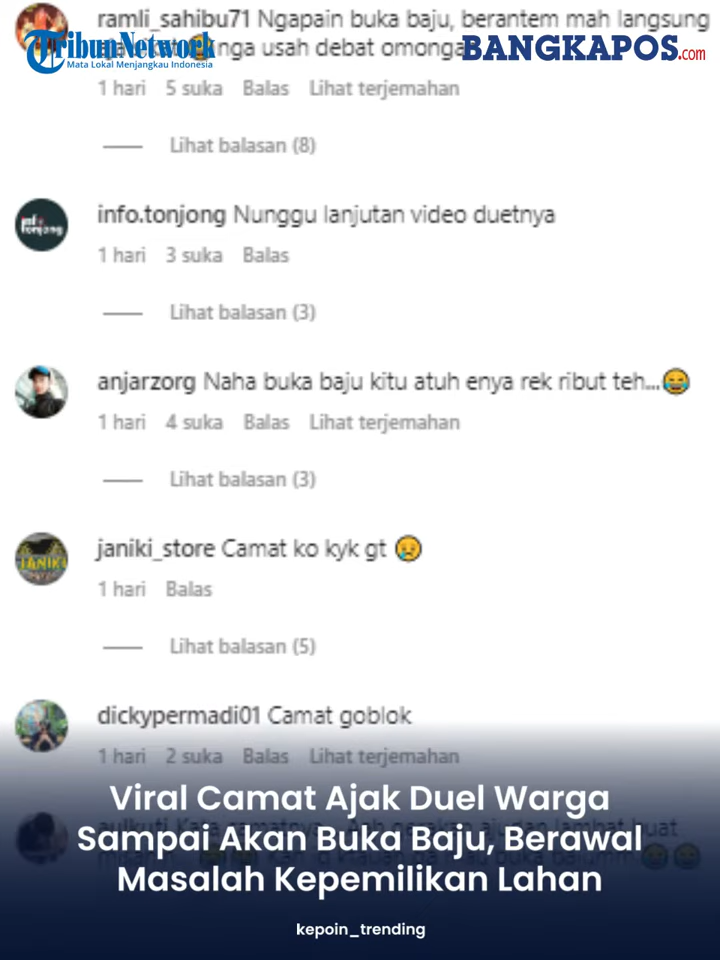 ramli_sahibu71 Ngapain buka baju, berantem mah langsung
nga usah debat omonga
Tribun Network
Mata Lokal Menjangkau Indonesia
BANGKAPOS.com
1 hari 5 suka Balas Lihat terjemahan
Lihat balasan (8)
info.tonjong Nunggu lanjutan video duetnya
1 hari 3 suka Balas
Lihat balasan (3)
anjarzorg Naha buka baju kitu atuh enya rek ribut teh...😂
1 hari 4 suka Balas Lihat terjemahan
Lihat balasan (3)
janiki_store Camat ko kyk gt 😥
1 hari Balas
Lihat balasan (5)
dickypermadi01 Camat goblok
1 hari 2 suka Balas Lihat terjemahan
Viral Camat Ajak Duel Warga
Sampai Akan Buka Baju, Berawal
Masalah Kepemilikan Lahan
kepoin_trending